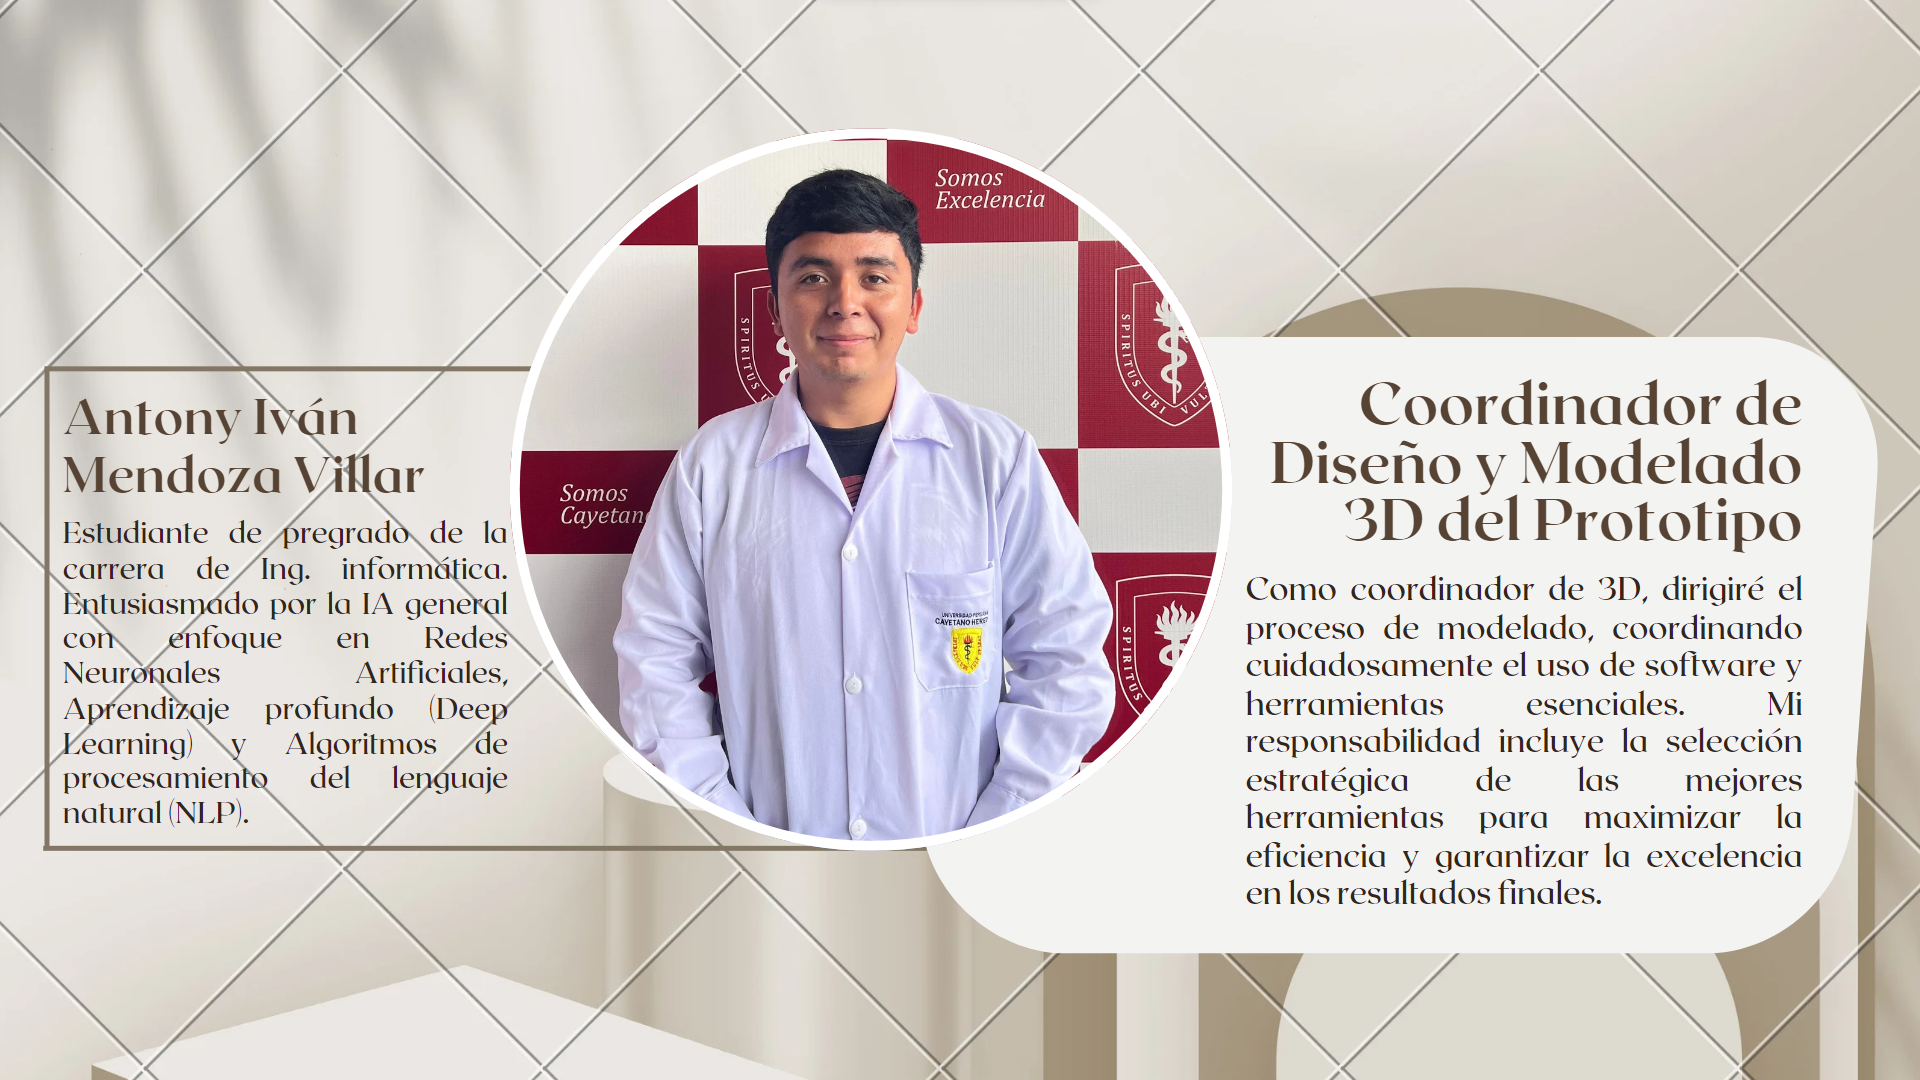 Antony Iván
Mendoza Villar
Estudiante de pregrado de la
carrera de Ing. informática.
Entusiasmado por la IA general
con enfoque en Redes
Neuronales Artificiales,
Aprendizaje profundo (Deep
Learning) y Algoritmos de
procesamiento del lenguaje
natural (NLP).
Somos
Excelencia
SPIRITUS
SPIRITUS UBI VUL
Somos
Cayetano
UNIVERSIDAD PERUANA
CAYETANO HEREDIA
SPIRITUS
Coordinador de
Diseño y Modelado
3D del Prototipo
Como coordinador de 3D, dirigiré el
proceso de modelado, coordinando
cuidadosamente el uso de software y
herramientas esenciales. Mi
responsabilidad incluye la selección
estratégica de las mejores
herramientas para maximizar la
eficiencia y garantizar la excelencia
en los resultados finales.